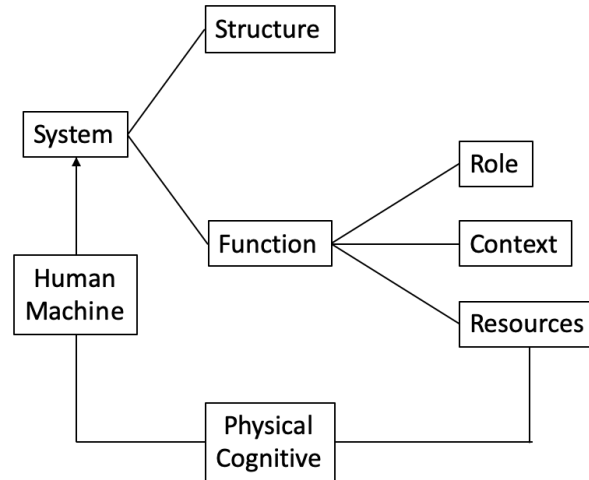 Structure
System
Role
Function
Context
Human
Machine
Resources
Physical
Cognitive